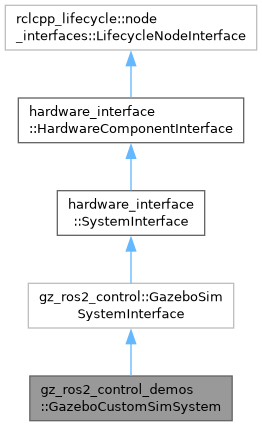 rclcpp_lifecycle::node
_interfaces::LifecycleNodeInterface
hardware_interface
::HardwareComponentInterface
hardware_interface
::SystemInterface
gz_ros2_control::GazeboSim
SystemInterface
gz_ros2_control_demos
::GazeboCustomSimSystem